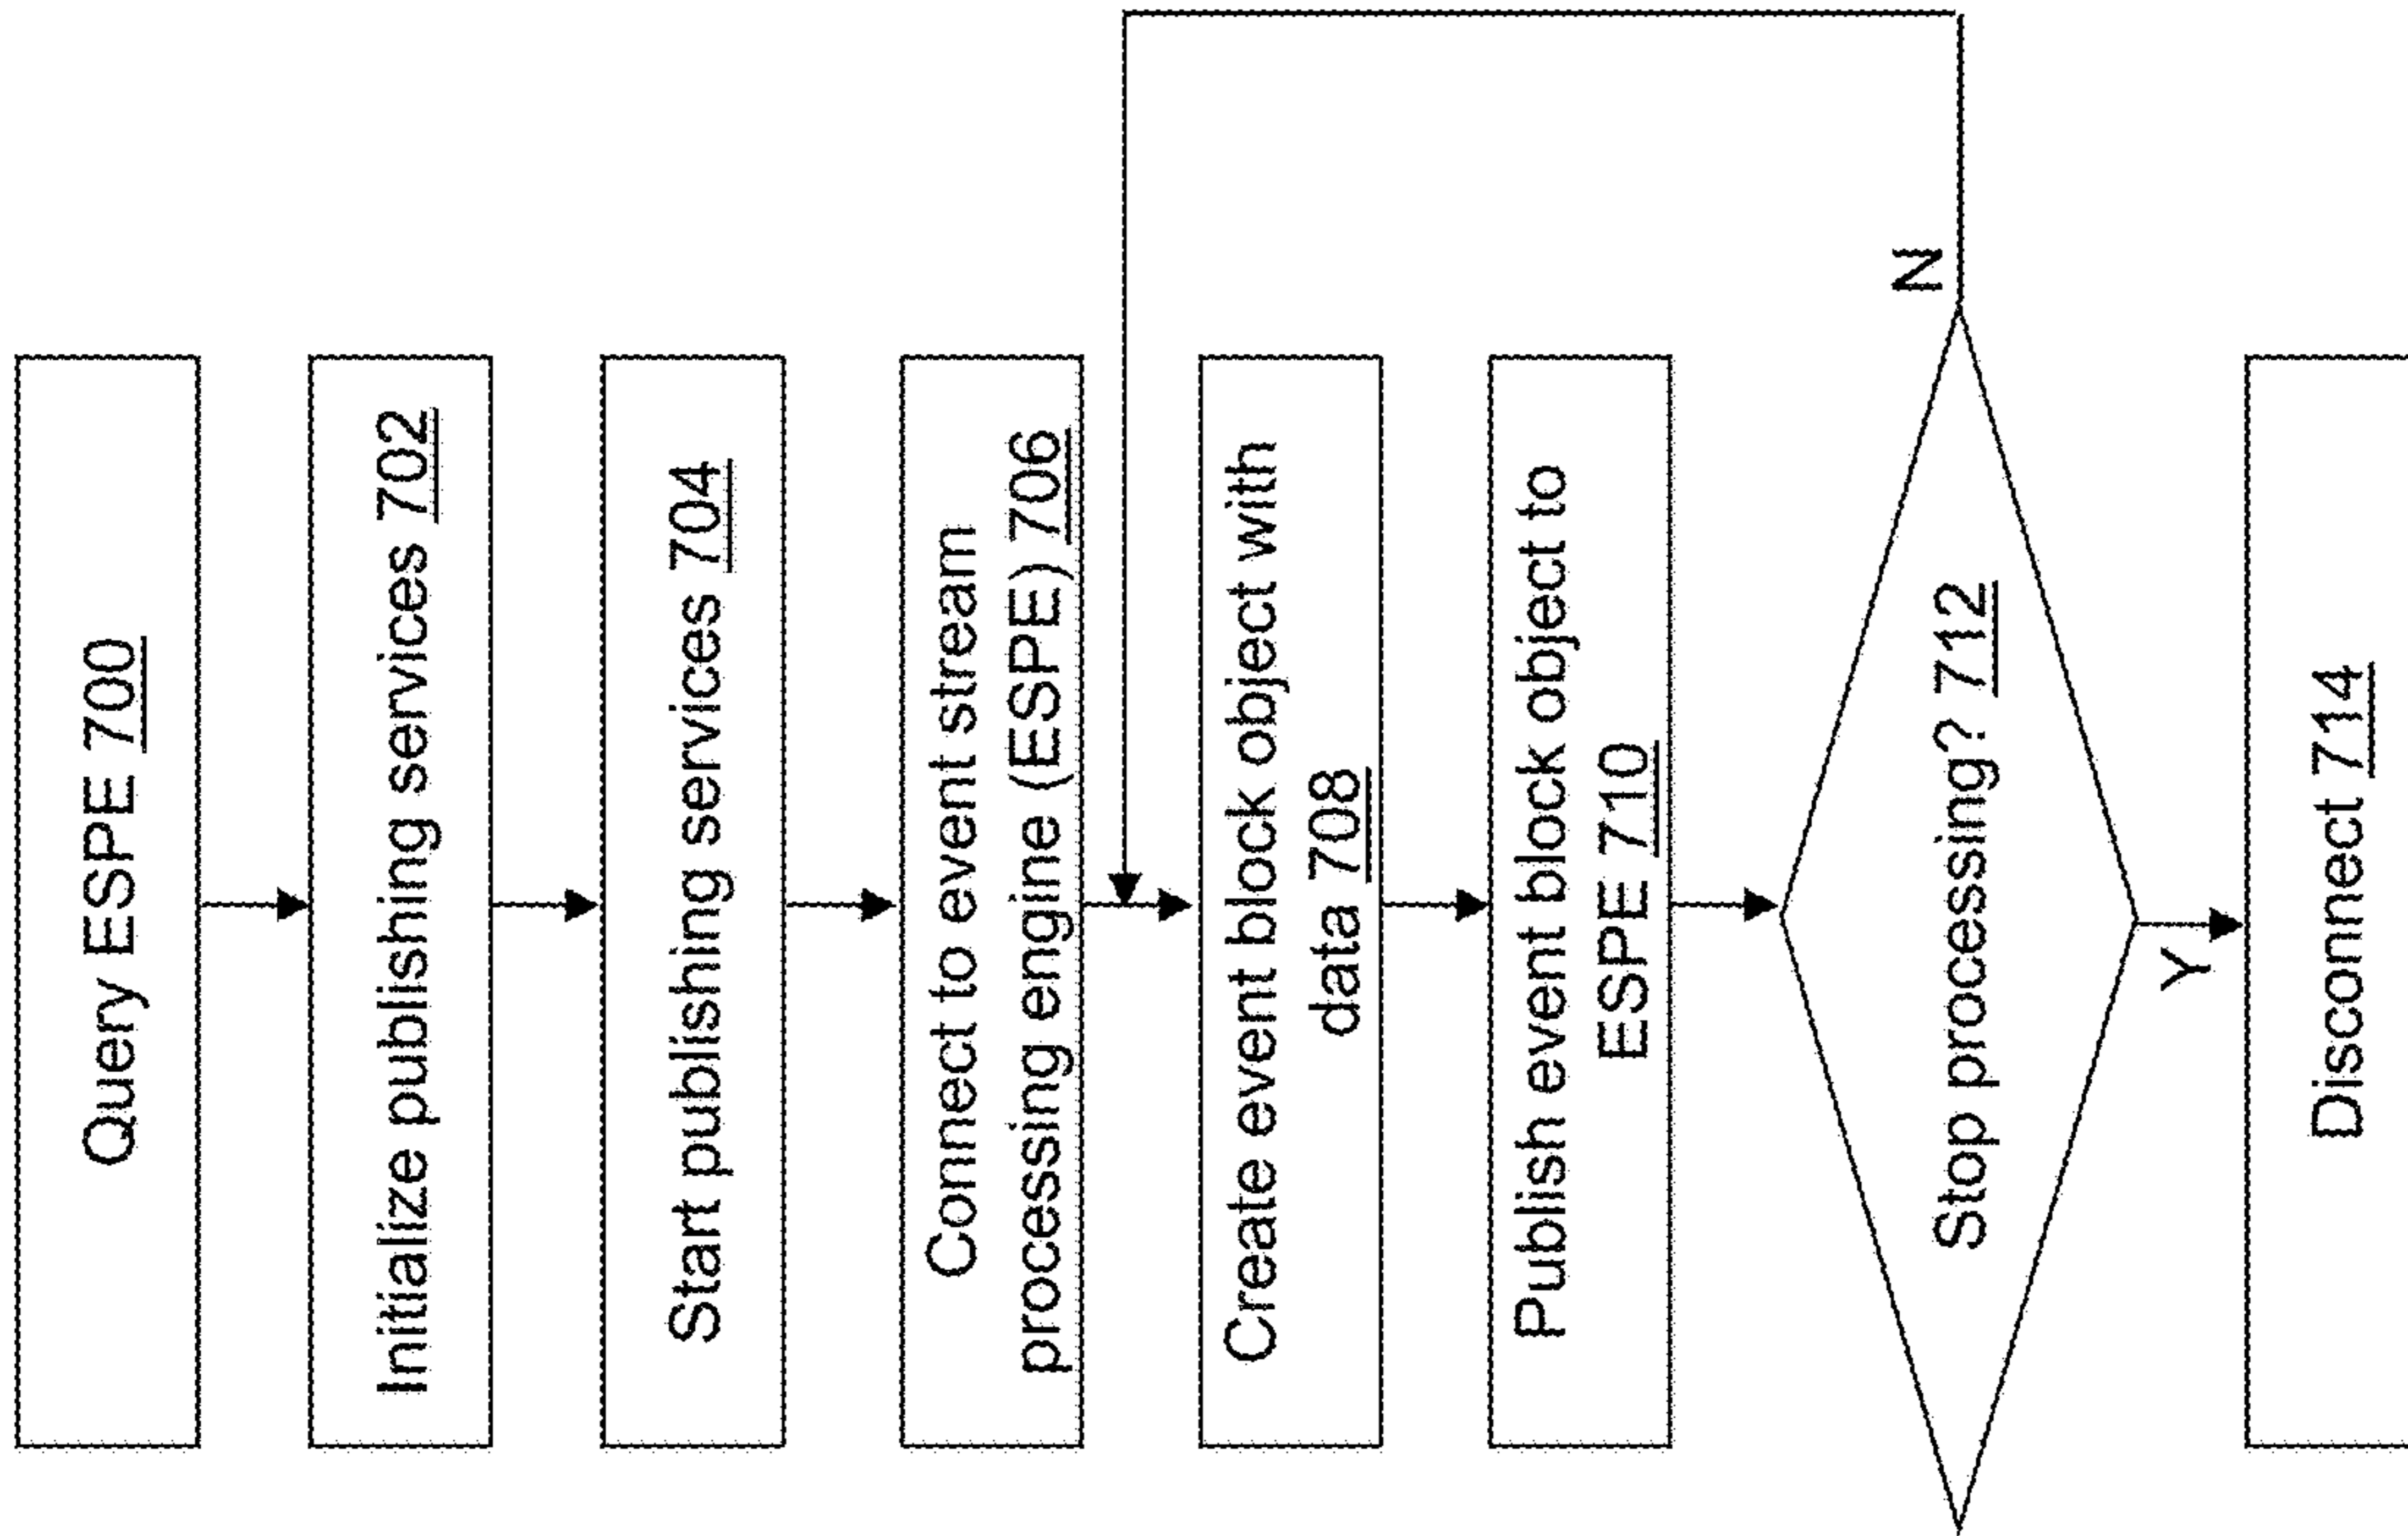 Query ESPE 700
Initialize publishing services 702
Start publishing services 704
Connect to event stream
processing engine (ESPE) 706
Create event block object with
data 708
Publish event block object to
ESPE 710
Stop processing? 712
N
Y
Disconnect 714